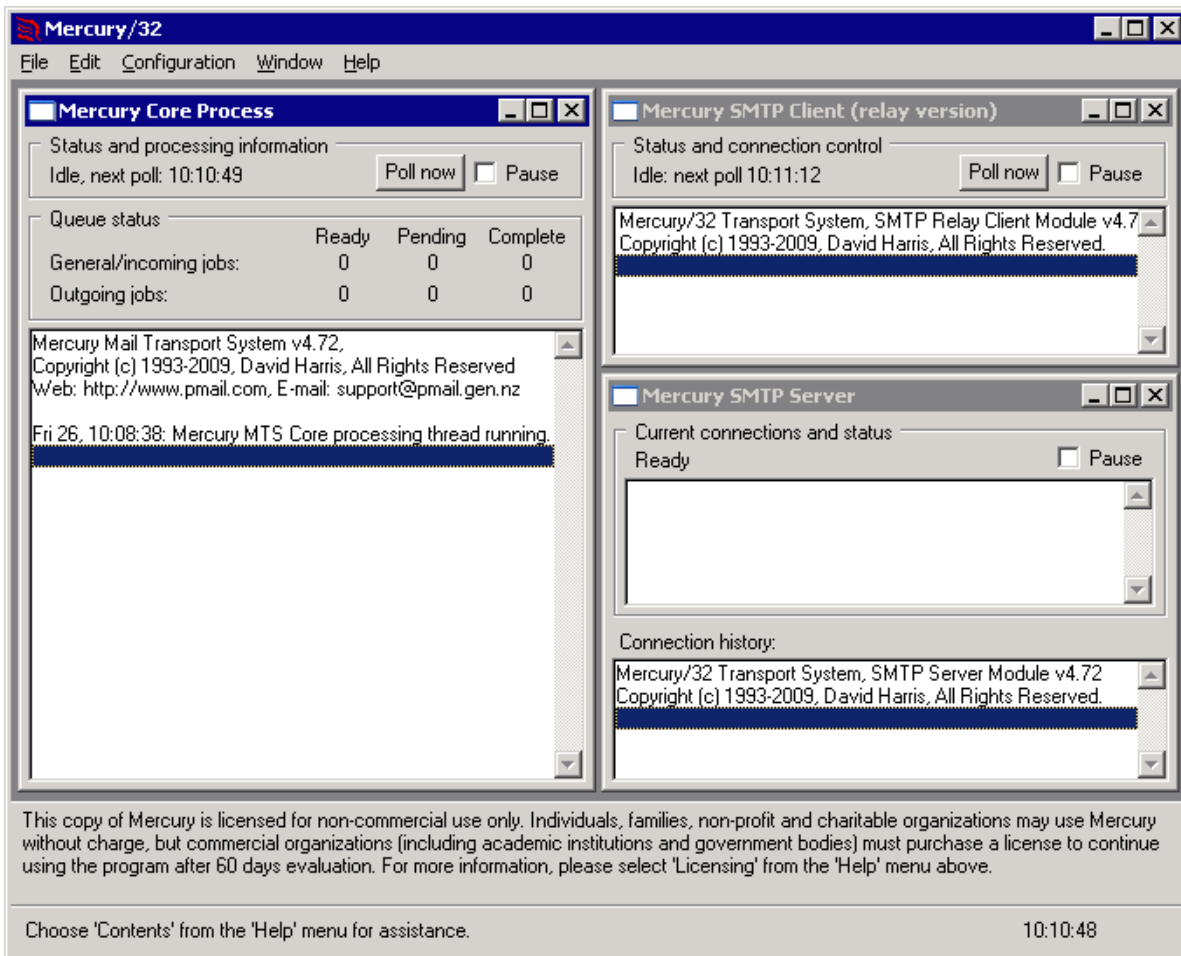 Mercury/32
File Edit Configuration Window Help
Mercury Core Process
Status and processing information
Idle, next poll: 10:10:49 Poll now Pause
Queue status
Ready Pending Complete
General/incoming jobs: 0 0 0
Outgoing jobs: 0 0 0
Mercury Mail Transport System v4.72,
Copyright (c) 1993-2009, David Harris, All Rights Reserved
Web: http://www.pmail.com, E-mail: support@pmail.gen.nz
Fri 26, 10:08:38: Mercury MTS Core processing thread running.
Mercury SMTP Client (relay version)
Status and connection control
Idle: next poll 10:11:12 Poll now Pause
Mercury/32 Transport System, SMTP Relay Client Module v4.7
Copyright (c) 1993-2009, David Harris, All Rights Reserved.
Mercury SMTP Server
Current connections and status
Ready Pause
Connection history:
Mercury/32 Transport System, SMTP Server Module v4.72
Copyright (c) 1993-2009, David Harris, All Rights Reserved.
This copy of Mercury is licensed for non-commercial use only. Individuals, families, non-profit and charitable organizations may use Mercury
without charge, but commercial organizations (including academic institutions and government bodies) must purchase a license to continue
using the program after 60 days evaluation. For more information, please select 'Licensing' from the 'Help' menu above.
Choose 'Contents' from the 'Help' menu for assistance. 10:10:48